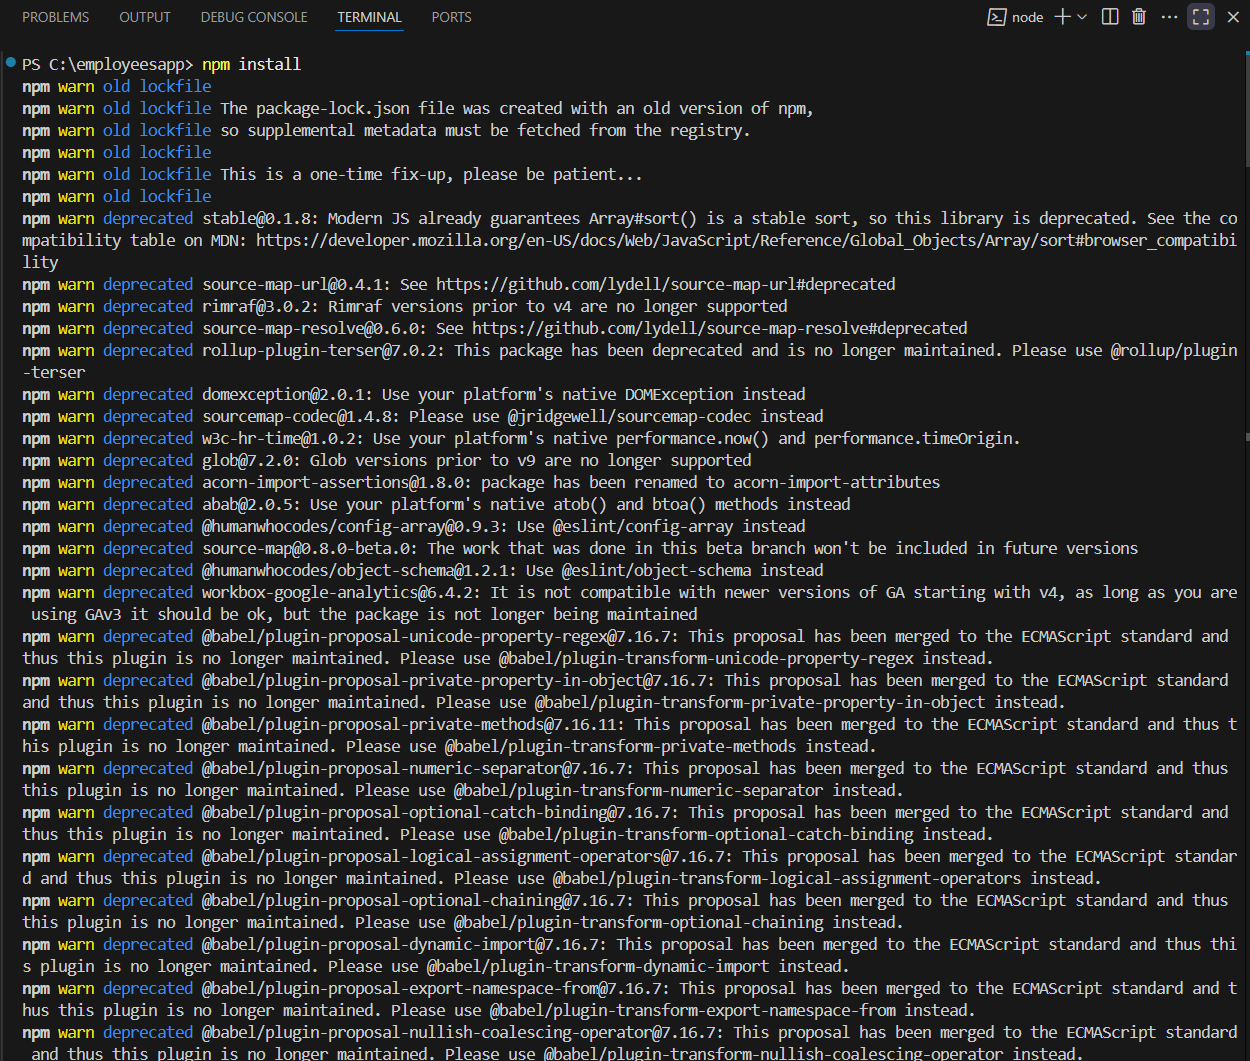 PROBLEMS OUTPUT DEBUG CONSOLE TERMINAL PORTS node
PS C:\employeesapp> npm install
npm warn old lockfile
npm warn old lockfile The package-lock.json file was created with an old version of npm,
npm warn old lockfile so supplemental metadata must be fetched from the registry.
npm warn old lockfile
npm warn old lockfile This is a one-time fix-up, please be patient...
npm warn old lockfile
npm warn deprecated stable@0.1.8: Modern JS already guarantees Array#sort() is a stable sort, so this library is deprecated. See the co
mpatibility table on MDN: https://developer.mozilla.org/en-US/docs/Web/JavaScript/Reference/Global_Objects/Array/sort#browser_compatibi
lity
npm warn deprecated source-map-url@0.4.1: See https://github.com/lydell/source-map-url#deprecated
npm warn deprecated rimraf@3.0.2: Rimraf versions prior to v4 are no longer supported
npm warn deprecated source-map-resolve@0.6.0: See https://github.com/lydell/source-map-resolve#deprecated
npm warn deprecated rollup-plugin-terser@7.0.2: This package has been deprecated and is no longer maintained. Please use @rollup/plugin
-terser
npm warn deprecated domexception@2.0.1: Use your platform's native DOMException instead
npm warn deprecated sourcemap-codec@1.4.8: Please use @jridgewell/sourcemap-codec instead
npm warn deprecated w3c-hr-time@1.0.2: Use your platform's native performance.now() and performance.timeOrigin.
npm warn deprecated glob@7.2.0: Glob versions prior to v9 are no longer supported
npm warn deprecated acorn-import-assertions@1.8.0: package has been renamed to acorn-import-attributes
npm warn deprecated abab@2.0.5: Use your platform's native atob() and btoa() methods instead
npm warn deprecated @humanwhocodes/config-array@0.9.3: Use @eslint/config-array instead
npm warn deprecated source-map@0.8.0-beta.0: The work that was done in this beta branch won't be included in future versions
npm warn deprecated @humanwhocodes/object-schema@1.2.1: Use @eslint/object-schema instead
npm warn deprecated workbox-google-analytics@6.4.2: It is not compatible with newer versions of GA starting with v4, as long as you are
using GAv3 it should be ok, but the package is not longer being maintained
npm warn deprecated @babel/plugin-proposal-unicode-property-regex@7.16.7: This proposal has been merged to the ECMAScript standard and
thus this plugin is no longer maintained. Please use @babel/plugin-transform-unicode-property-regex instead.
npm warn deprecated @babel/plugin-proposal-private-property-in-object@7.16.7: This proposal has been merged to the ECMAScript standard
and thus this plugin is no longer maintained. Please use @babel/plugin-transform-private-property-in-object instead.
npm warn deprecated @babel/plugin-proposal-private-methods@7.16.11: This proposal has been merged to the ECMAScript standard and thus t
his plugin is no longer maintained. Please use @babel/plugin-transform-private-methods instead.
npm warn deprecated @babel/plugin-proposal-numeric-separator@7.16.7: This proposal has been merged to the ECMAScript standard and thus
this plugin is no longer maintained. Please use @babel/plugin-transform-numeric-separator instead.
npm warn deprecated @babel/plugin-proposal-optional-catch-binding@7.16.7: This proposal has been merged to the ECMAScript standard and
thus this plugin is no longer maintained. Please use @babel/plugin-transform-optional-catch-binding instead.
npm warn deprecated @babel/plugin-proposal-logical-assignment-operators@7.16.7: This proposal has been merged to the ECMAScript standar
d and thus this plugin is no longer maintained. Please use @babel/plugin-transform-logical-assignment-operators instead.
npm warn deprecated @babel/plugin-proposal-optional-chaining@7.16.7: This proposal has been merged to the ECMAScript standard and thus
this plugin is no longer maintained. Please use @babel/plugin-transform-optional-chaining instead.
npm warn deprecated @babel/plugin-proposal-dynamic-import@7.16.7: This proposal has been merged to the ECMAScript standard and thus thi
s plugin is no longer maintained. Please use @babel/plugin-transform-dynamic-import instead.
npm warn deprecated @babel/plugin-proposal-export-namespace-from@7.16.7: This proposal has been merged to the ECMAScript standard and t
hus this plugin is no longer maintained. Please use @babel/plugin-transform-export-namespace-from instead.
npm warn deprecated @babel/plugin-proposal-nullish-coalescing-operator@7.16.7: This proposal has been merged to the ECMAScript standard
and thus this plugin is no longer maintained. Please use @babel/plugin-transform-nullish-coalescing-operator instead.